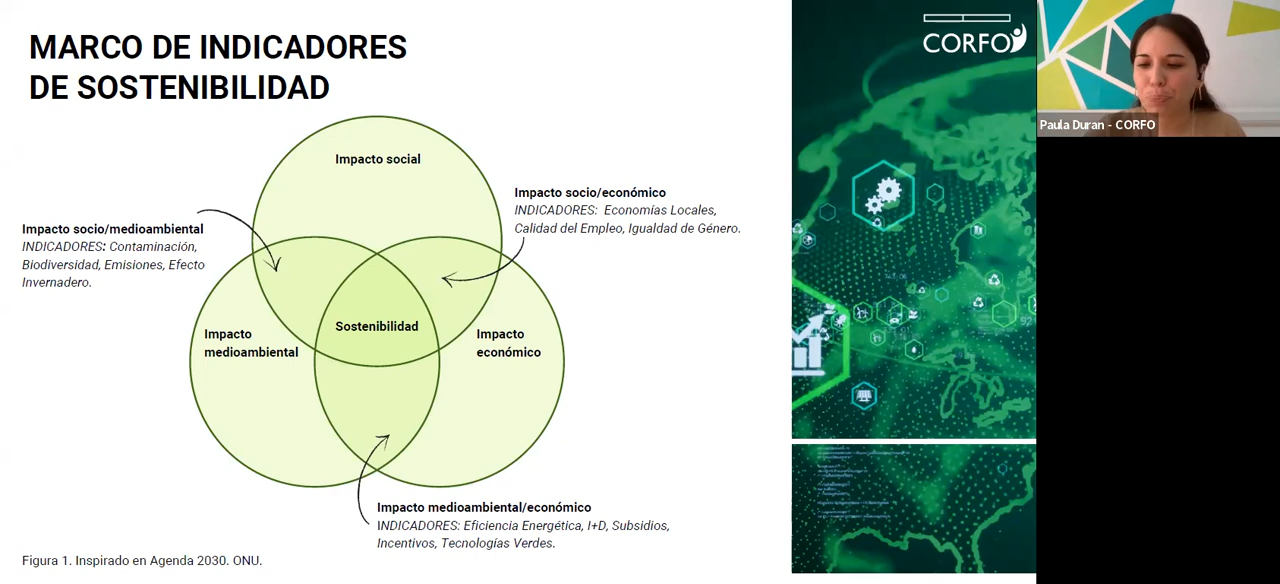 MARCO DE INDICADORES
DE SOSTENIBILIDAD
CORFO
Paula Duran - CORFO
Impacto social
Impacto socio/económico
INDICADORES: Economías Locales,
Calidad del Empleo, Igualdad de Género.
Impacto socio/medioambiental
INDICADORES: Contaminación,
Biodiversidad, Emisiones, Efecto
Invernadero.
Sostenibilidad
Impacto
medioambiental
Impacto
económico
Impacto medioambiental/económico
INDICADORES: Eficiencia Energética, I+D, Subsidios,
Incentivos, Tecnologías Verdes.
Figura 1. Inspirado en Agenda 2030. ONU.